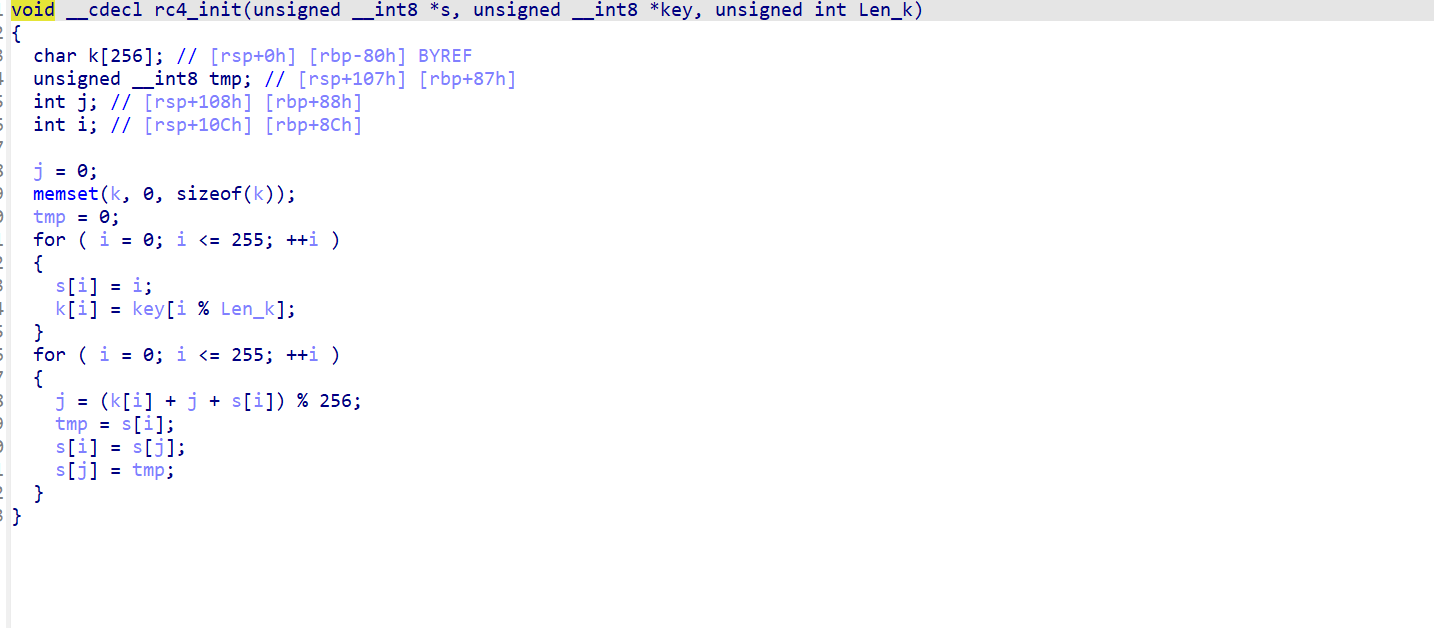 void __cdecl rc4_init(unsigned __int8 *s, unsigned __int8 *key, unsigned int Len_k)
{
  char k[256]; // [rsp+0h] [rbp-80h] BYREF
  unsigned __int8 tmp; // [rsp+107h] [rbp+87h]
  int j; // [rsp+108h] [rbp+88h]
  int i; // [rsp+10Ch] [rbp+8Ch]

  j = 0;
  memset(k, 0, sizeof(k));
  tmp = 0;
  for ( i = 0; i <= 255; ++i )
  {
    s[i] = i;
    k[i] = key[i % Len_k];
  }
  for ( i = 0; i <= 255; ++i )
  {
    j = (k[i] + j + s[i]) % 256;
    tmp = s[i];
    s[i] = s[j];
    s[j] = tmp;
  }
}